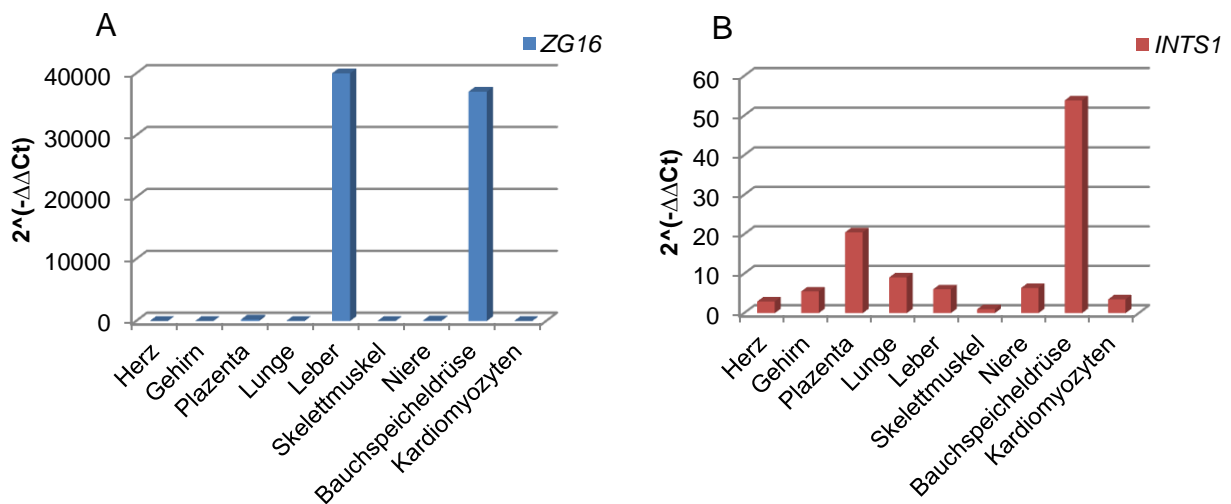 A
ZG16
2^(-ΔΔCt)
40000
30000
20000
10000
0
Herz
Gehirn
Plazenta
Lunge
Leber
Skelettmuskel
Niere
Bauchspeicheldrüse
Kardiomyozyten
B
INTS1
2^(-ΔΔCt)
60
50
40
30
20
10
0
Herz
Gehirn
Plazenta
Lunge
Leber
Skelettmuskel
Niere
Bauchspeicheldrüse
Kardiomyozyten